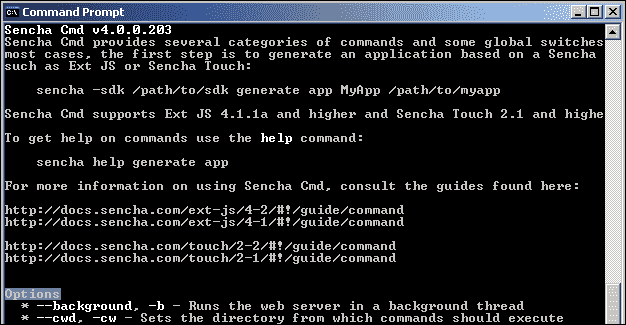 Command Prompt
Sencha Cmd v4.0.0.203
Sencha Cmd provides several categories of commands and some global switches
most cases, the first step is to generate an application based on a Sencha
such as Ext JS or Sencha Touch:
sencha -sdk /path/to/sdk generate app MyApp /path/to/myapp
Sencha Cmd supports Ext JS 4.1.1a and higher and Sencha Touch 2.1 and highe
To get help on commands use the help command:
sencha help generate app
For more information on using Sencha Cmd, consult the guides found here:
http://docs.sencha.com/ext-js/4-2/#!/guide/command
http://docs.sencha.com/ext-js/4-1/#!/guide/command
http://docs.sencha.com/touch/2-2/#!/guide/command
http://docs.sencha.com/touch/2-1/#!/guide/command
Options
* --background, -b - Runs the web server in a background thread
* --cwd, -cw - Sets the directory from which commands should execute